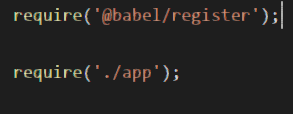 require('@babel/register');
require('./app');